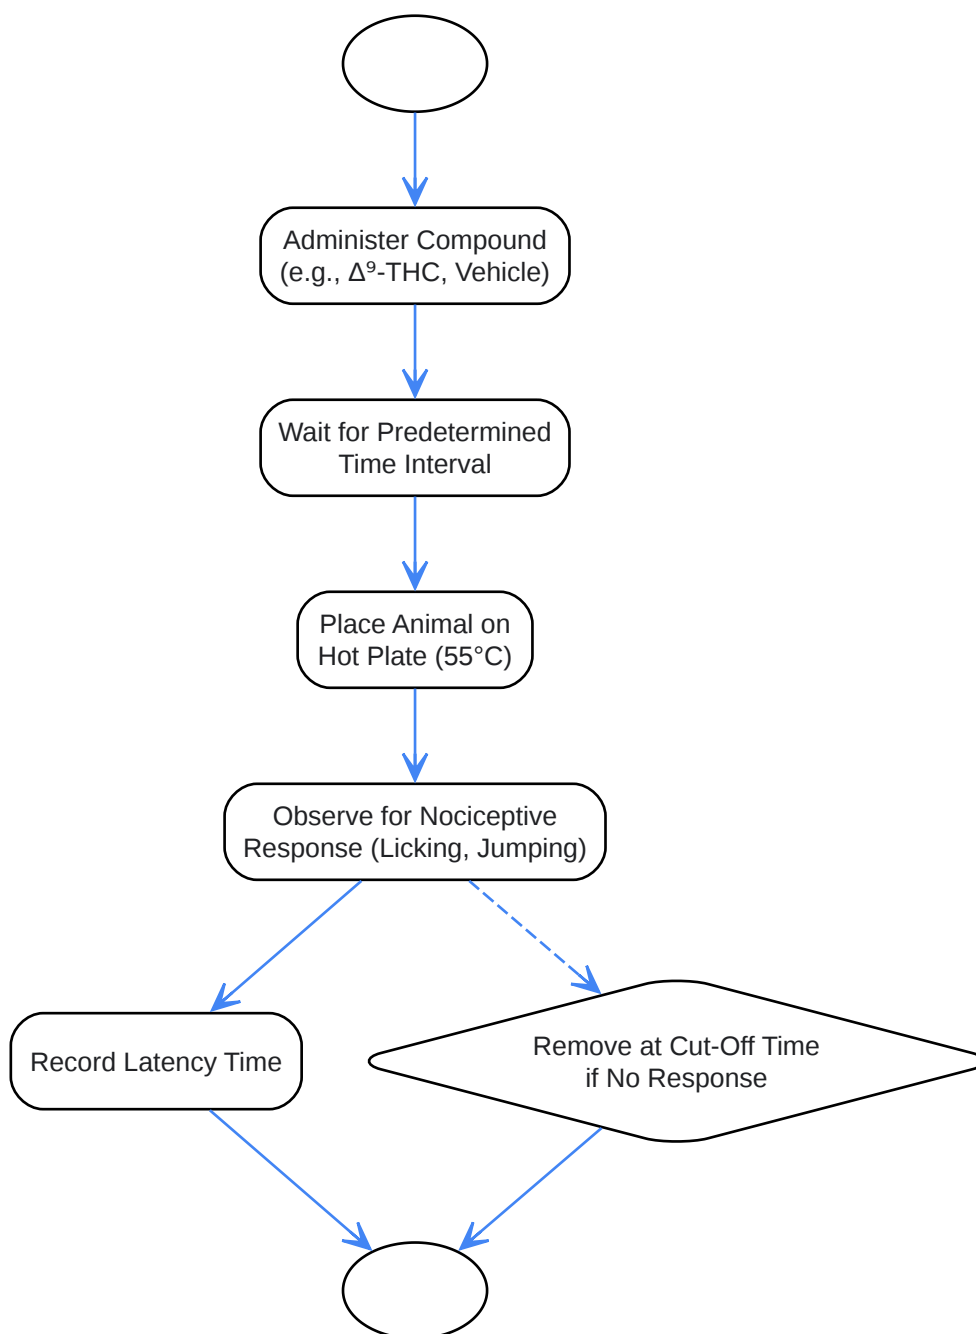 Administer Compound
(e.g., Δ⁹-THC, Vehicle)
Wait for Predetermined
Time Interval
Place Animal on
Hot Plate (55°C)
Observe for Nociceptive
Response (Licking, Jumping)
Record Latency Time
Remove at Cut-Off Time
if No Response